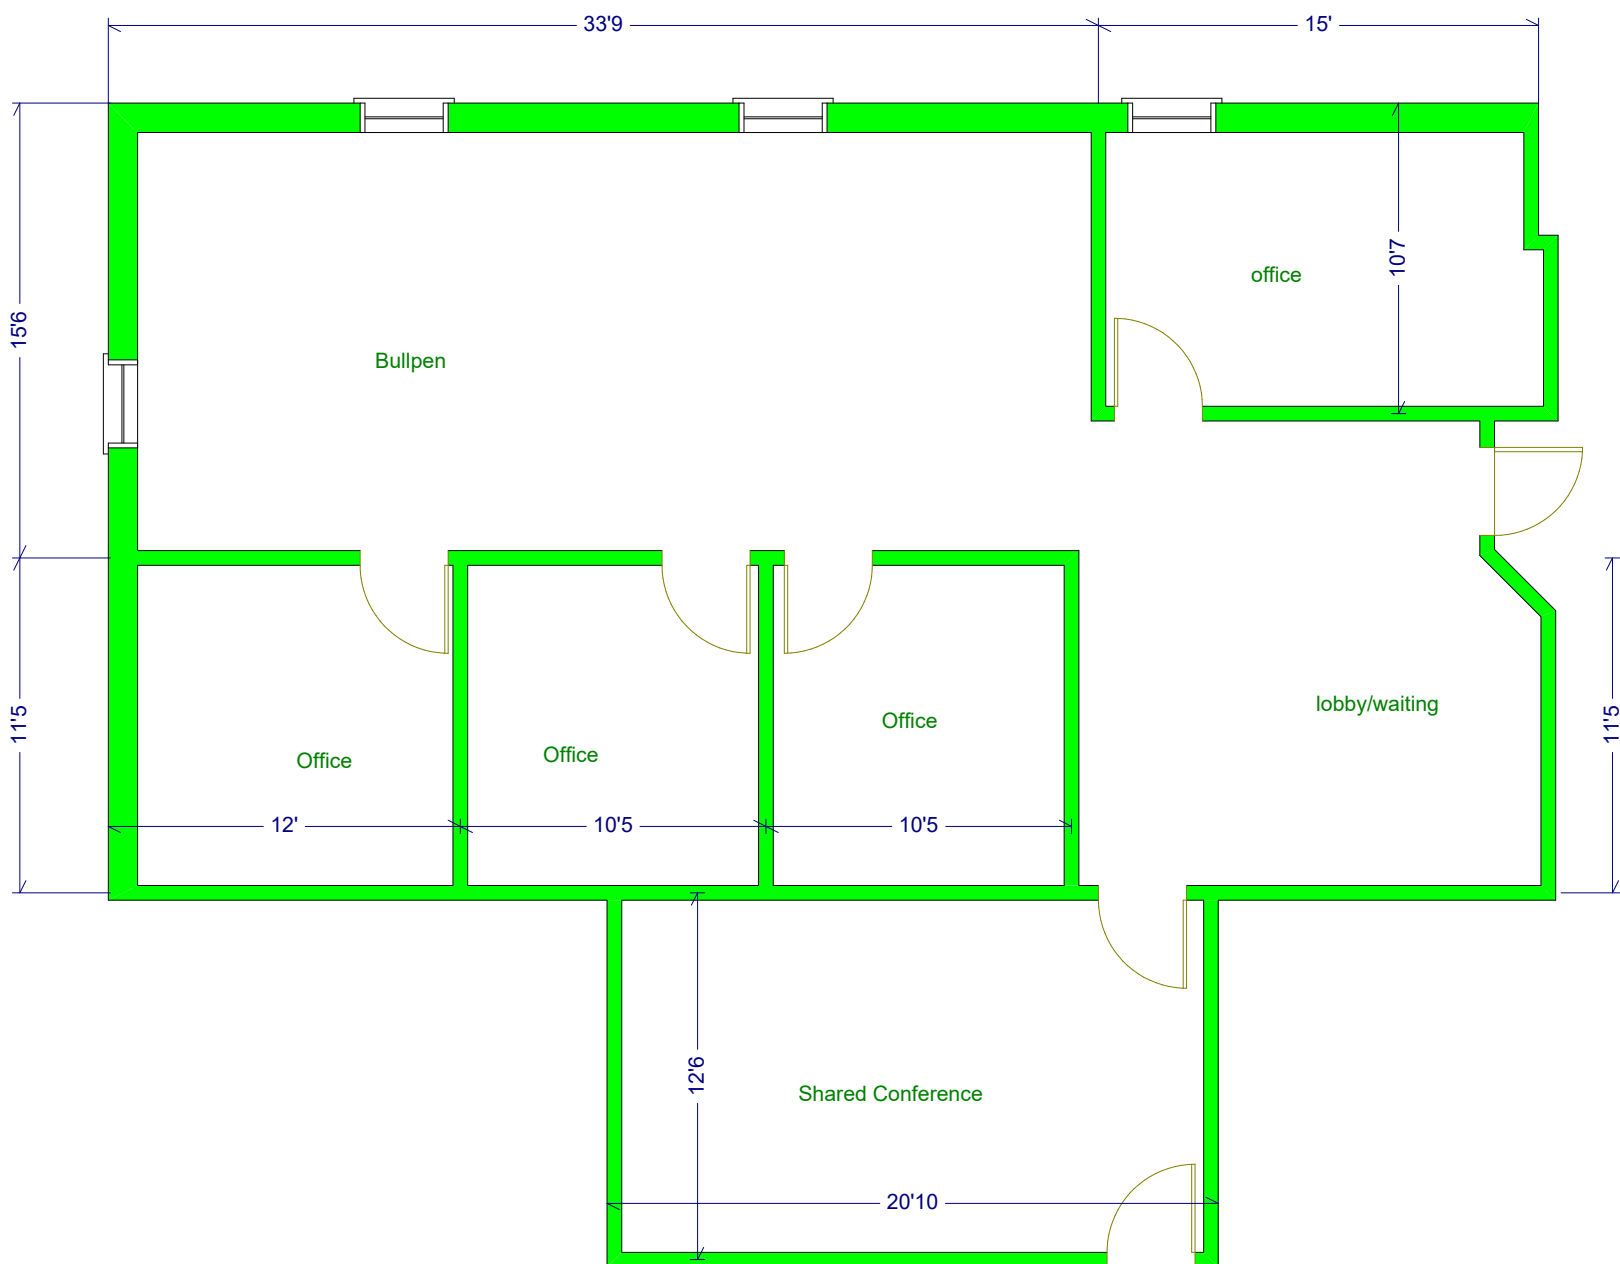 33'9
15'
10'7
office
15'6
Bullpen
11'5
11'5
lobby/waiting
Office
Office
Office
12'
10'5
10'5
12'6
Shared Conference
20'10